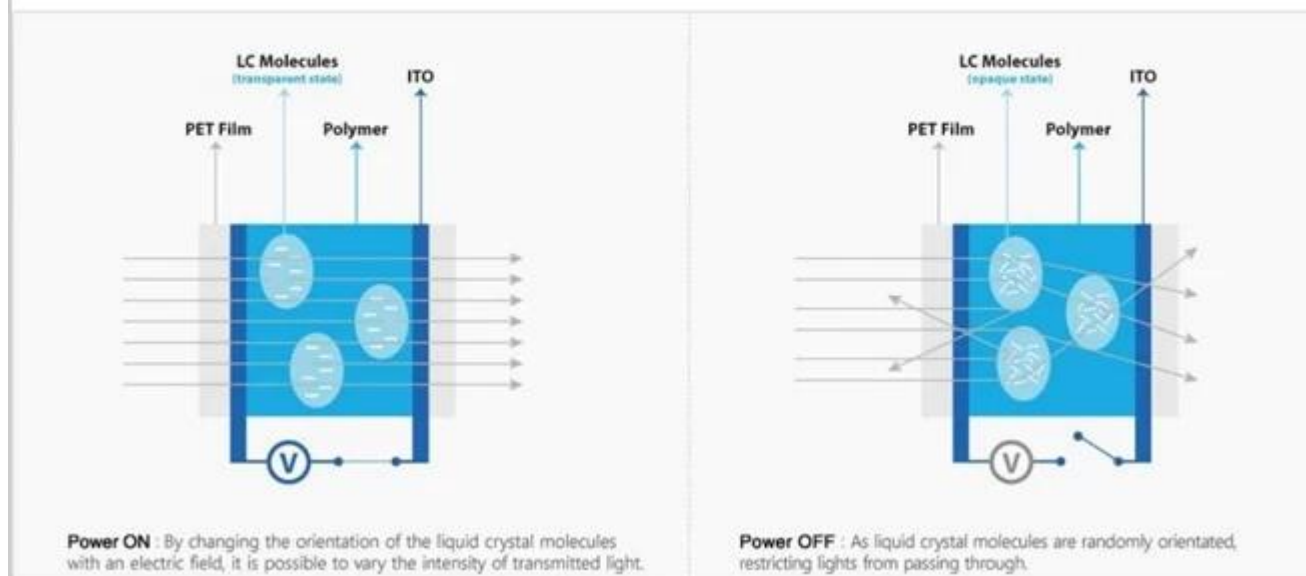 LC Molecules
(transparent state)
ITO
PET Film
Polymer
V
Power ON : By changing the orientation of the liquid crystal molecules
with an electric field, it is possible to vary the intensity of transmitted light.
LC Molecules
(opaque state)
ITO
PET Film
Polymer
V
Power OFF : As liquid crystal molecules are randomly orientated,
restricting lights from passing through.